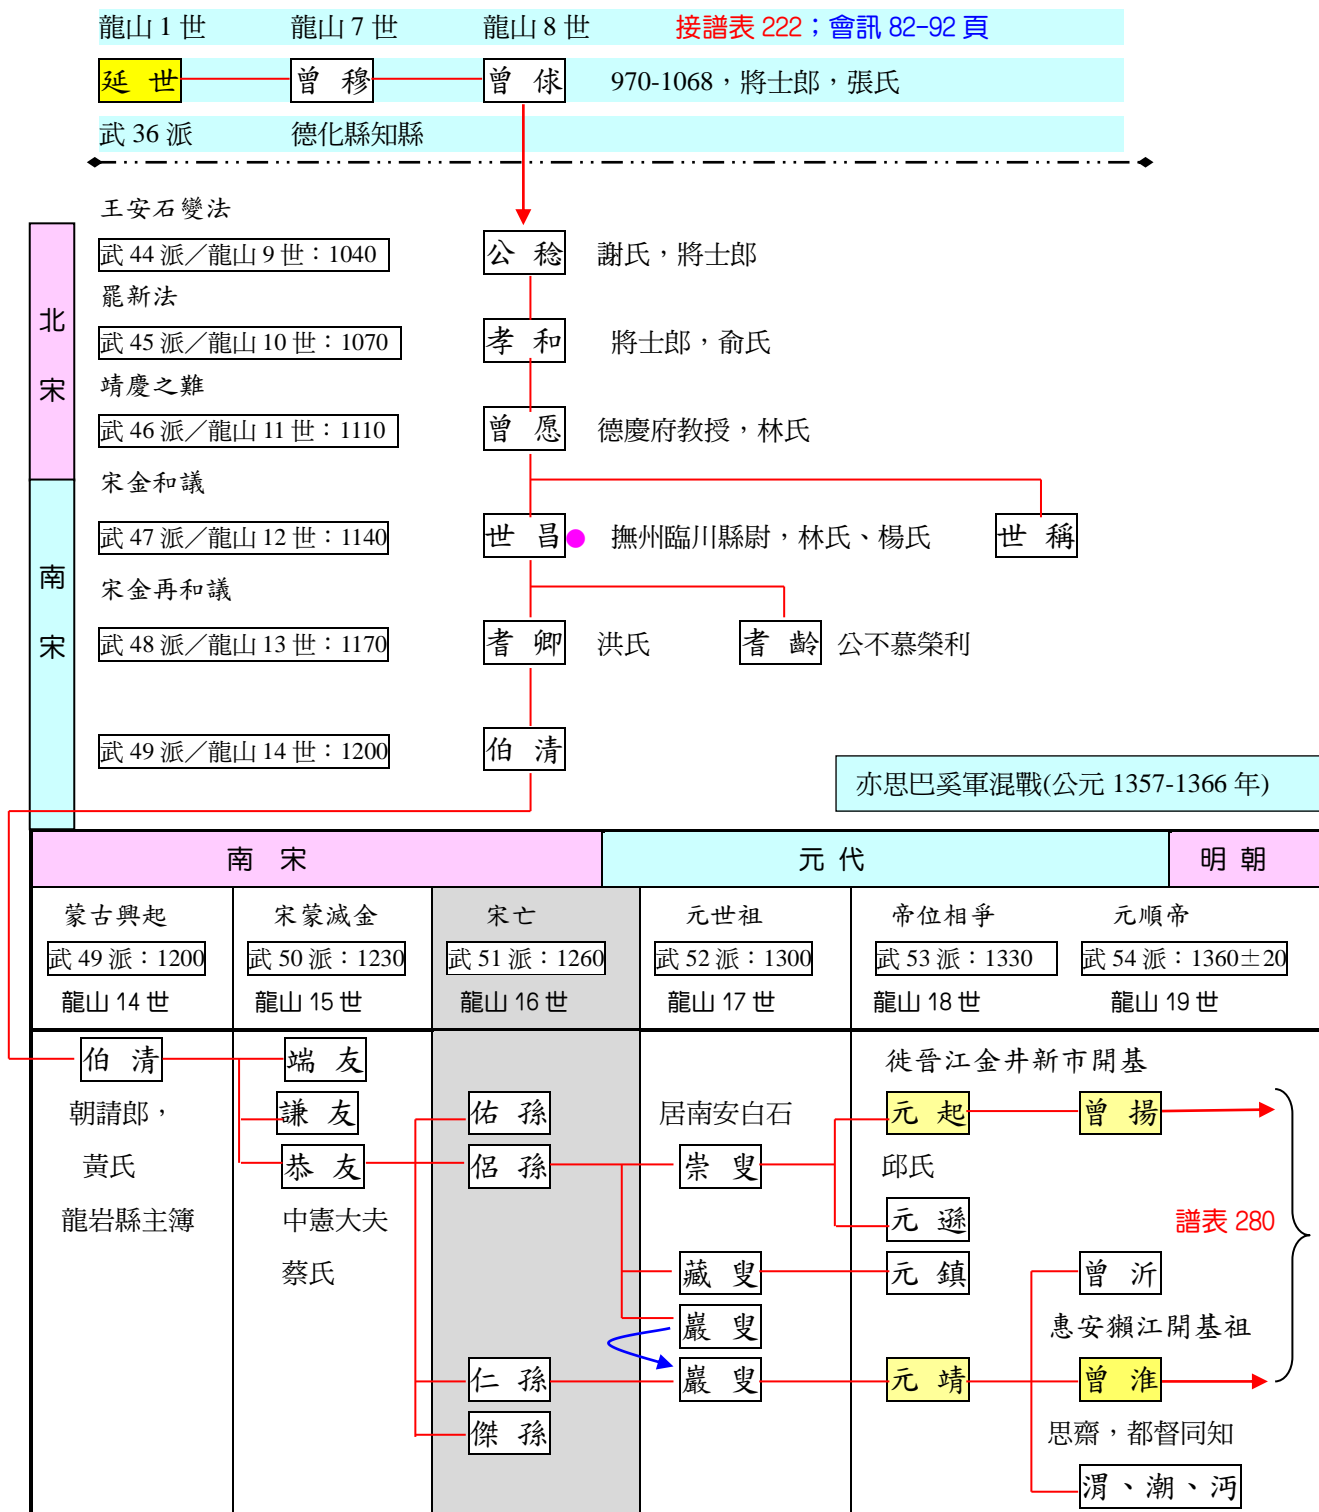 龍山 1 世 龍山 7 世 龍山 8 世 接譜表 222；會訊 82-92 頁
延 世 曾 穆 曾 俅 970-1068，將士郎，張氏
武 36 派 德化縣知縣
王安石變法
武 44 派／龍山 9 世：1040 公 稔 謝氏，將士郎
罷新法
武 45 派／龍山 10 世：1070 孝 和 將士郎，俞氏
靖慶之難
武 46 派／龍山 11 世：1110 曾 愿 德慶府教授，林氏
北 宋
宋金和議
武 47 派／龍山 12 世：1140 世 昌 撫州臨川縣尉，林氏、楊氏 世 稱
宋金再和議
武 48 派／龍山 13 世：1170 耆 卿 洪氏 耆 齡 公不慕榮利
南 宋
武 49 派／龍山 14 世：1200 伯 清
亦思巴奚軍混戰(公元 1357-1366 年)
南 宋 元 代 明 朝
蒙古興起 宋蒙滅金 宋亡 元世祖 帝位相爭 元順帝
武 49 派：1200 武 50 派：1230 武 51 派：1260 武 52 派：1300 武 53 派：1330 武 54 派：1360±20
龍山 14 世 龍山 15 世 龍山 16 世 龍山 17 世 龍山 18 世 龍山 19 世
伯 清 端 友 徙晉江金井新市開基
朝請郎， 謙 友 佑 孫 居南安白石 元 起 曾 揚
黃氏 恭 友 侶 孫 崇 叟 邱氏
龍岩縣主簿 中憲大夫 元 遜 譜表 280
蔡氏 藏 叟 元 鎮 曾 沂
巖 叟 惠安獺江開基祖
仁 孫 巖 叟 元 靖 曾 淮
傑 孫 思齋，都督同知
渭、潮、沔